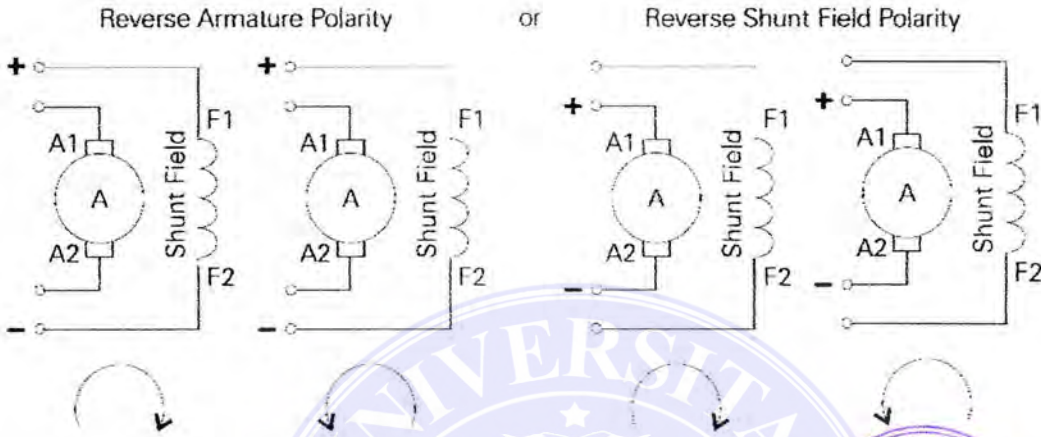 Reverse Armature Polarity or Reverse Shunt Field Polarity
+ + + +
F1 F1 F1 F1
A1 A1 A1 A1
A A A A
Shunt Field Shunt Field Shunt Field Shunt Field
A2 A2 A2 A2
F2 F2 F2 F2
- - - -
NIVERSITA